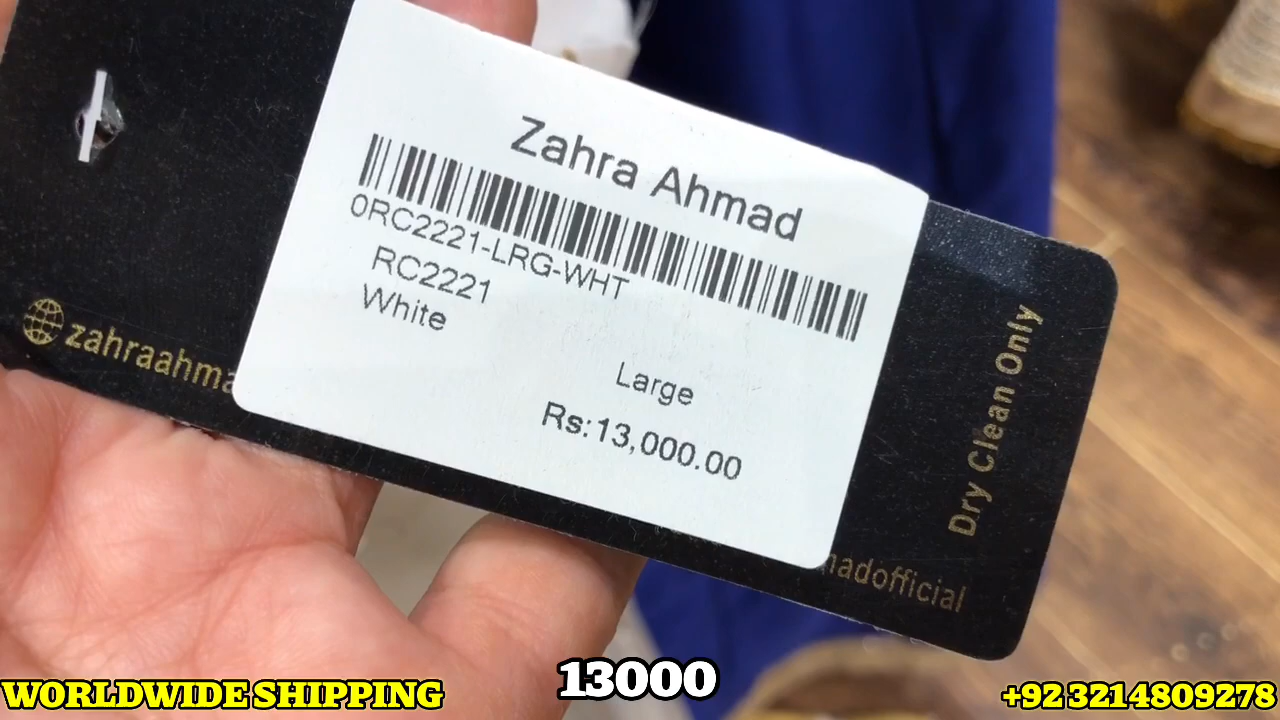 Zahra Ahmad
0RC2221-LRG-WHT
RC2221
White
Large
Rs:13,000.00
zahraahma
Dry Clean Only
nadofficial
WORLDWIDE SHIPPING
13000
+92 3214809278